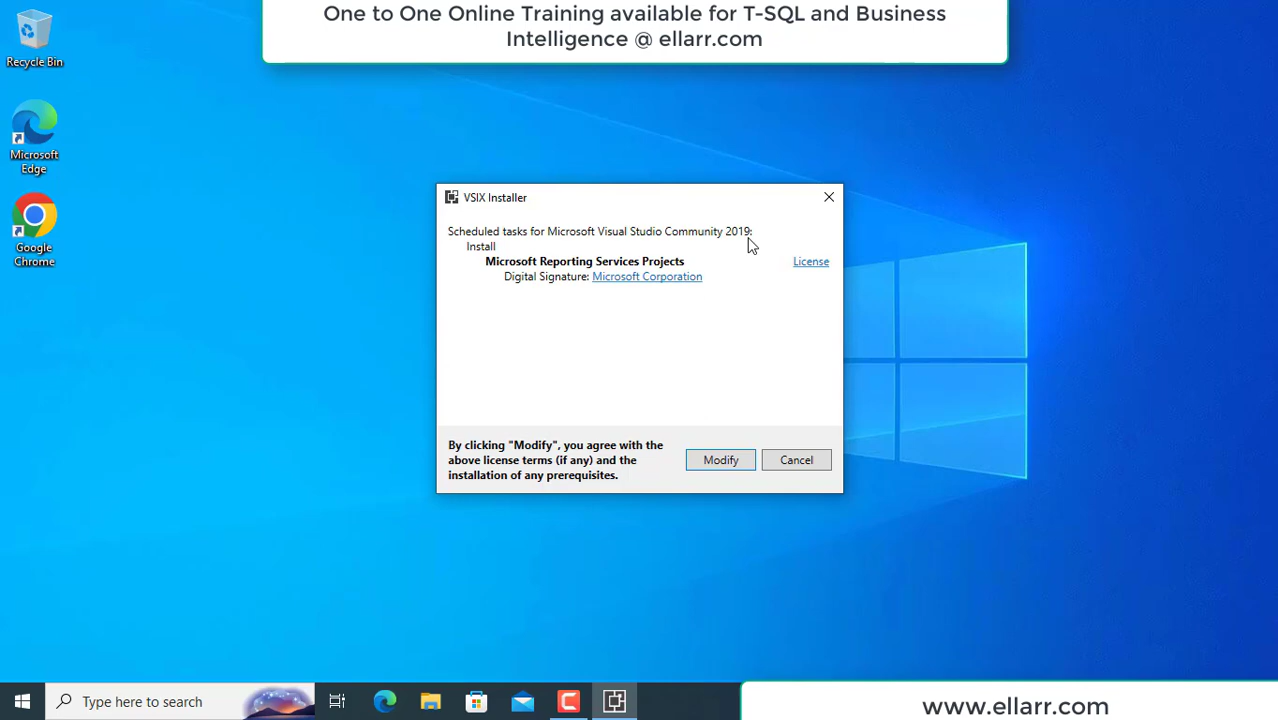 One to One Online Training available for T-SQL and Business
Intelligence @ ellarr.com
Recycle Bin
Microsoft
Edge
Google
Chrome
VSIX Installer
Scheduled tasks for Microsoft Visual Studio Community 2019:
Install
Microsoft Reporting Services Projects
License
Digital Signature: Microsoft Corporation
By clicking "Modify", you agree with the
above license terms (if any) and the
installation of any prerequisites.
Modify
Cancel
Type here to search
www.ellarr.com